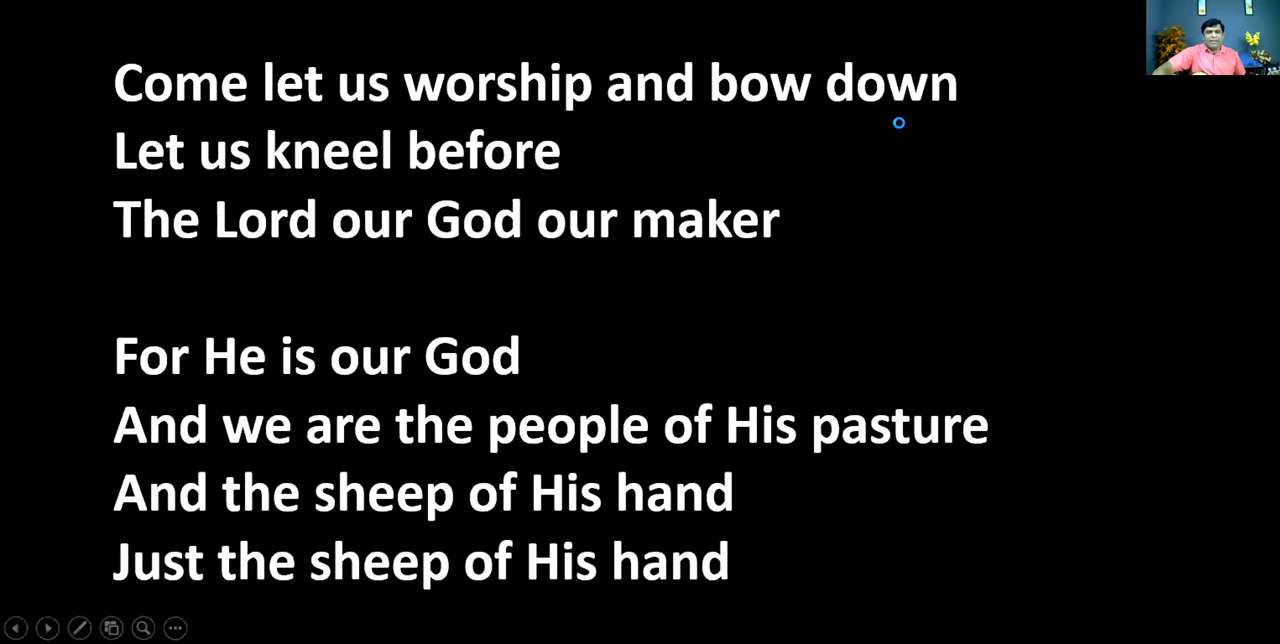 Come let us worship and bow down
Let us kneel before
The Lord our God our maker
For He is our God
And we are the people of His pasture
And the sheep of His hand
Just the sheep of His hand